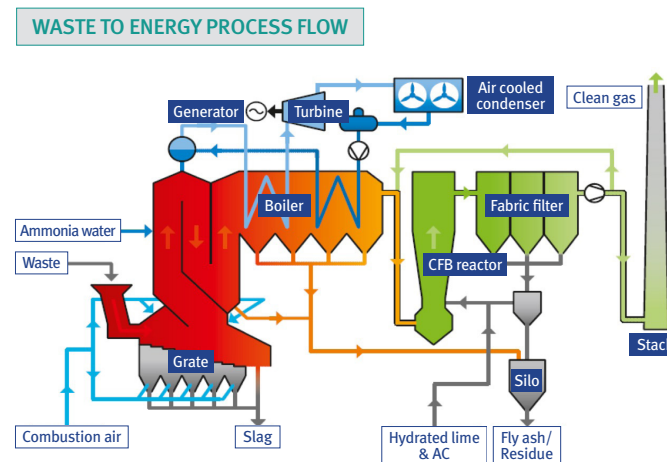 WASTE TO ENERGY PROCESS FLOW
Air cooled
condenser
Clean gas
Generator
Turbine
Boiler
Fabric filter
Ammonia water
Waste
CFB reactor
Stack
Grate
Silo
Combustion air
Slag
Hydrated lime
& AC
Fly ash/
Residue